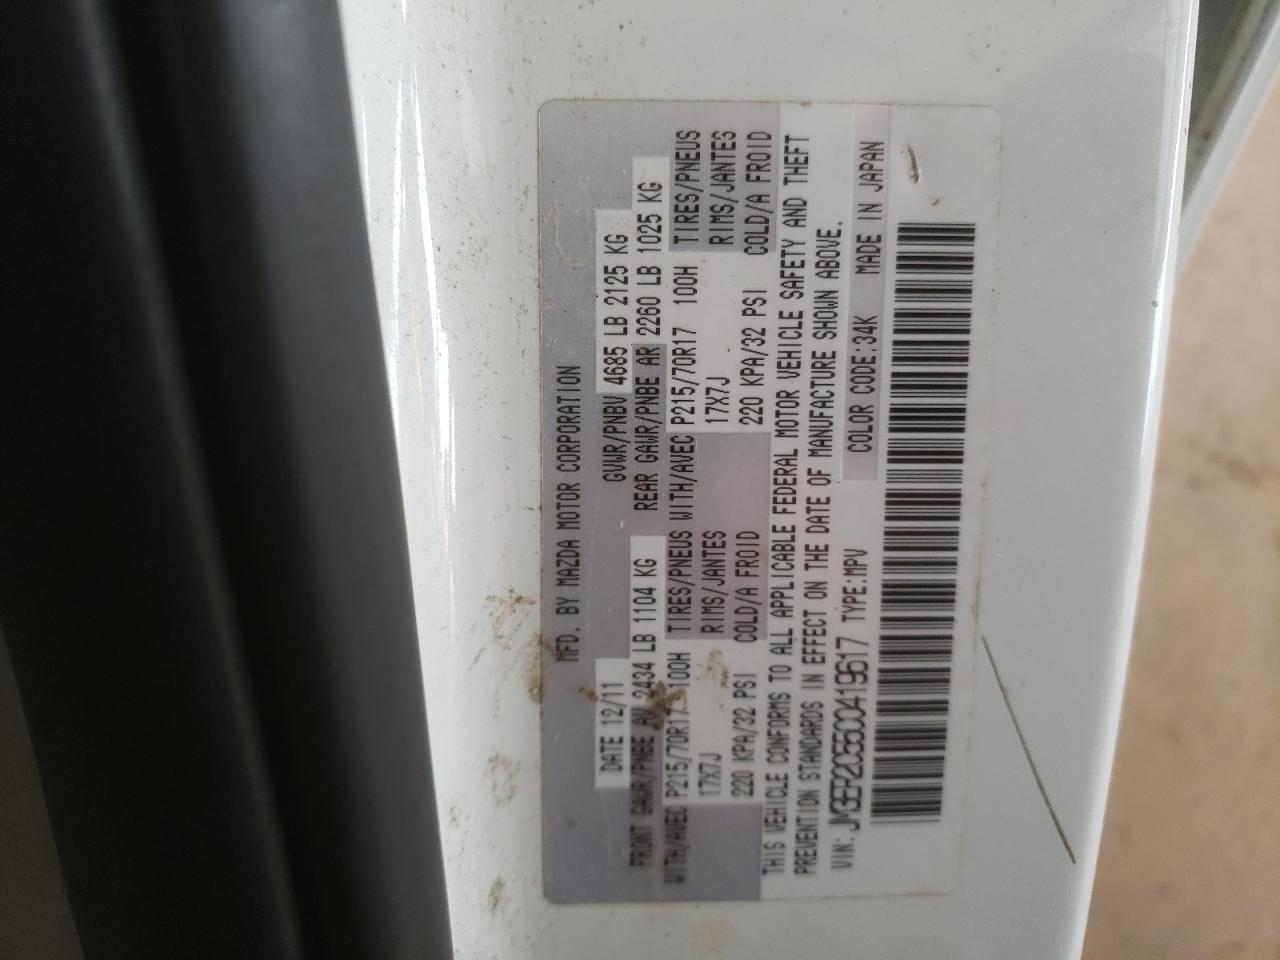 MFD. BY MAZDA MOTOR CORPORATION
DATE 12/11 GVWR/PNBV 4685 LB 2125 KG
FRONT GAWR/PNBE AV 2434 LB 1104 KG REAR GAWR/PNBE AR 2260 LB 1025 KG
WITH/AVEC P215/70R17 100H TIRES/PNEUS WITH/AVEC P215/70R17 100H TIRES/PNEUS
17X7J RIMS/JANTES 17X7J RIMS/JANTES
220 KPA/32 PSI COLD/A FROID 220 KPA/32 PSI COLD/A FROID
THIS VEHICLE CONFORMS TO ALL APPLICABLE FEDERAL MOTOR VEHICLE SAFETY AND THEFT
PREVENTION STANDARDS IN EFFECT ON THE DATE OF MANUFACTURE SHOWN ABOVE.
VIN: JM3ER2C55C0419617 TYPE:MPV COLOR CODE:34K MADE IN JAPAN